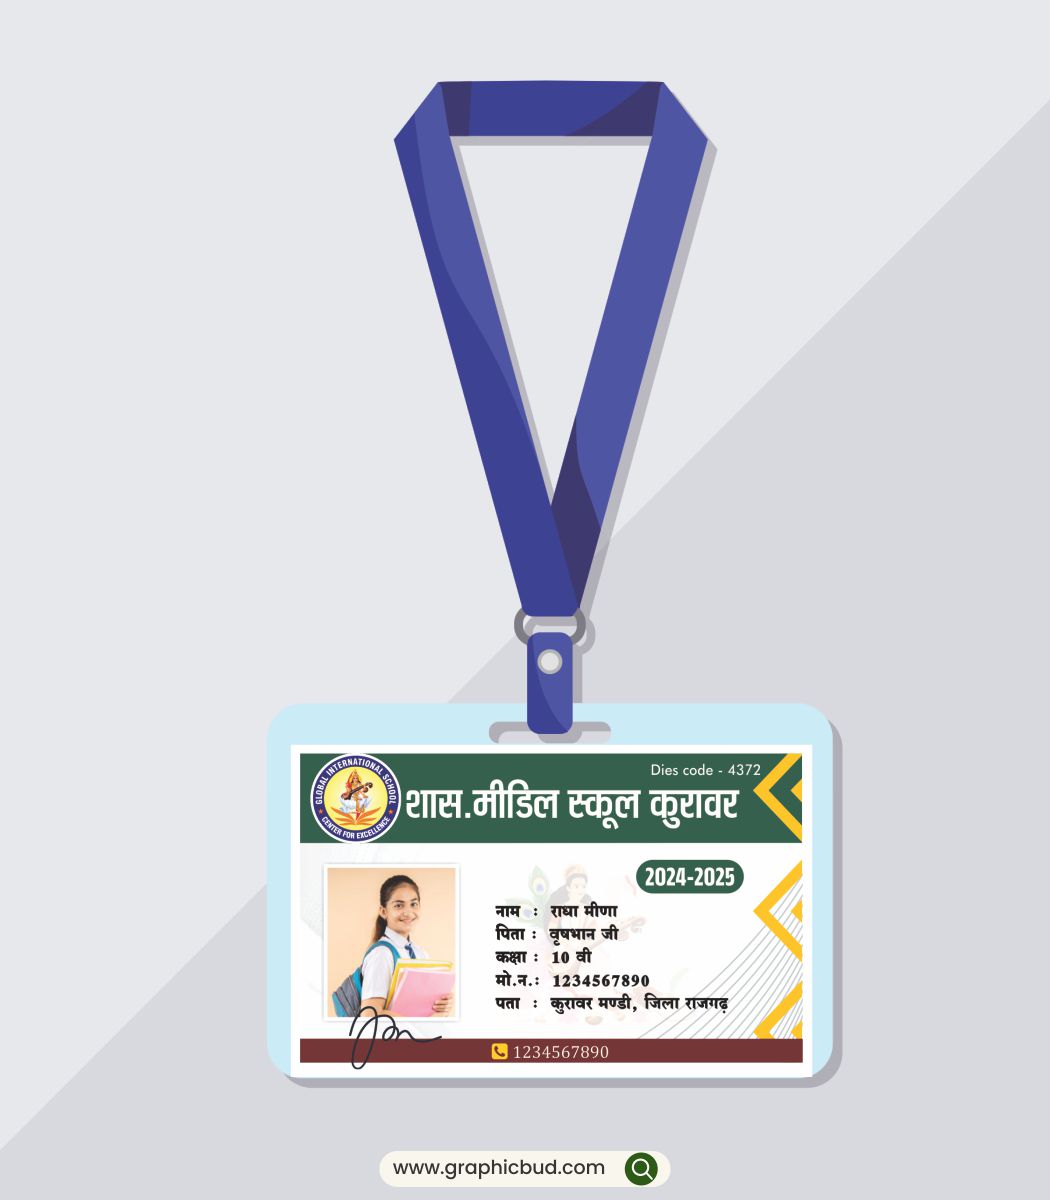 Dies code - 4372
GLOBAL INTERNATIONAL SCHOOL
CENTER FOR EXCELLENCE
शास.मीडिल स्कूल कुरावर
2024-2025
नाम : राधा मीणा
पिता : वृषभान जी
कक्षा : 10 वी
मो.न.: 1234567890
पता : कुरावर मण्डी, जिला राजगढ़
1234567890
www.graphicbud.com